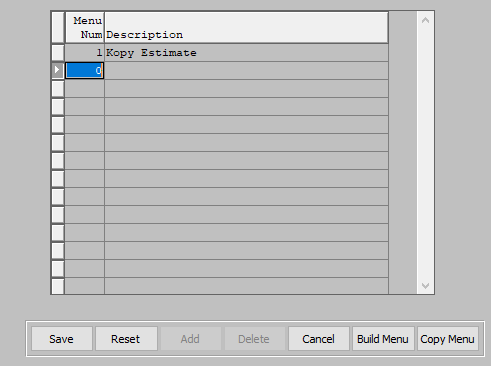 Menu
Num Description
1 Kopy Estimate
0
Save Reset Add Delete Cancel Build Menu Copy Menu